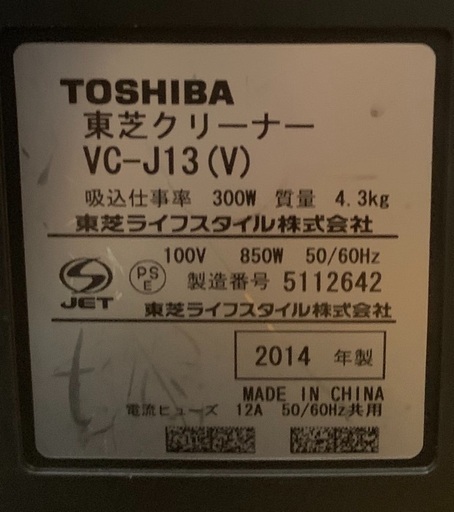 TOSHIBA
東芝クリーナー
VC-J13(V)
吸込仕事率 300W 質量 4.3kg
東芝ライフスタイル株式会社
100V 850W 50/60Hz
PS
E
製造番号 5112642
JET
東芝ライフスタイル株式会社
2014 年製
MADE IN CHINA
電流ヒューズ 12A 50/60Hz共用